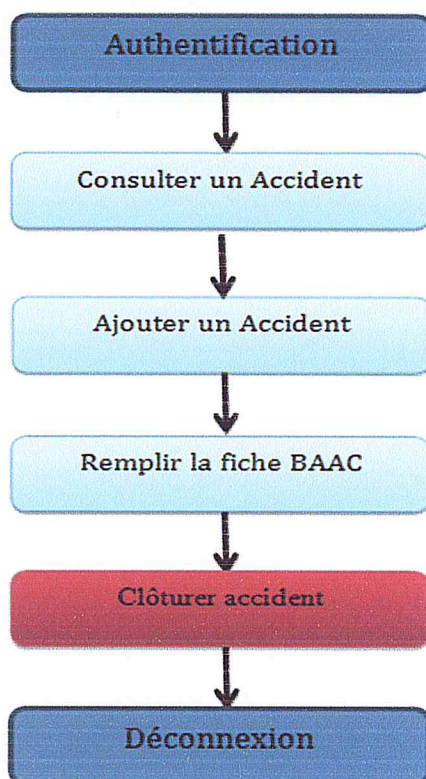 Authentification
Consulter un Accident
Ajouter un Accident
Remplir la fiche BAAC
Clôturer accident
Déconnexion